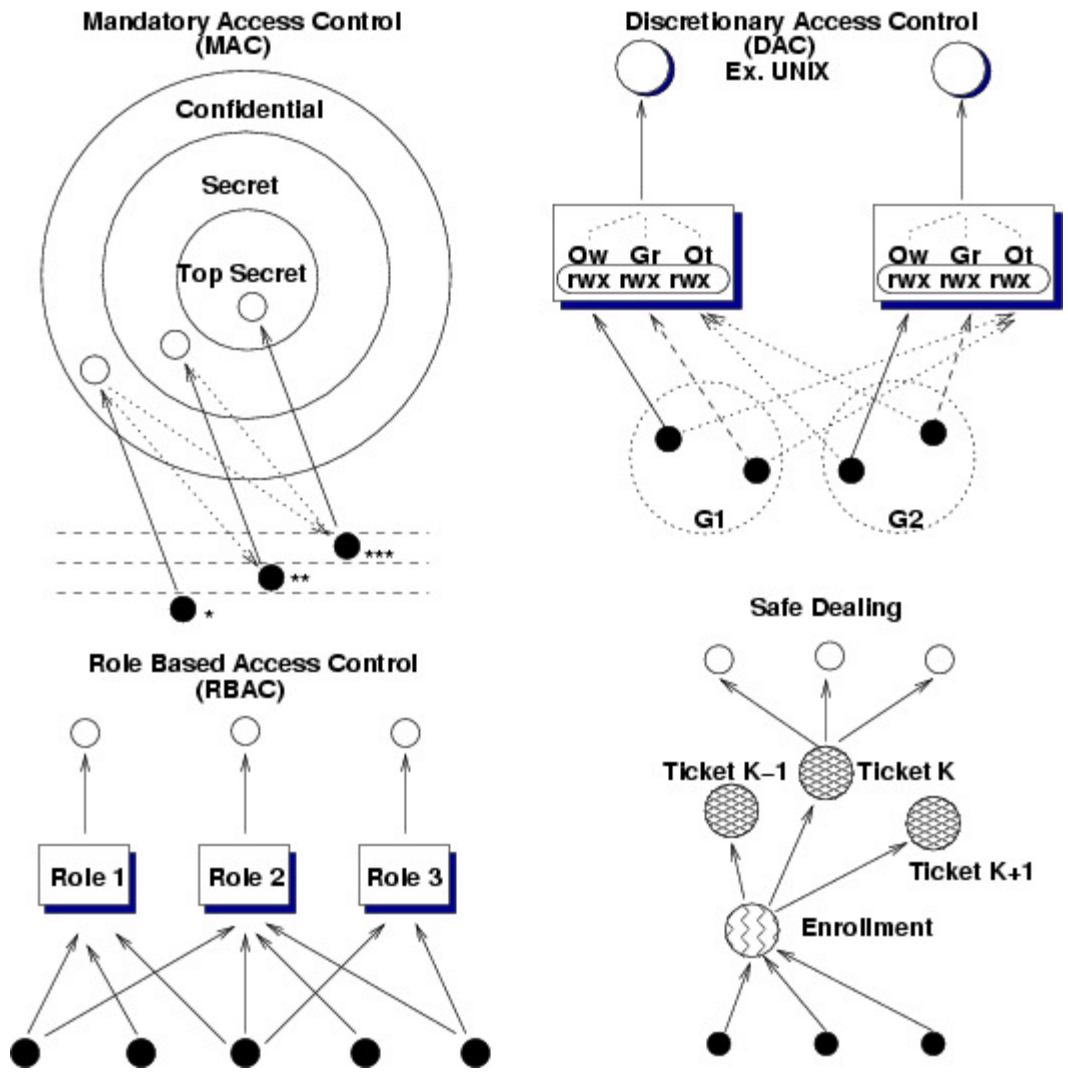 Mandatory Access Control
(MAC)
Confidential
Secret
Top Secret
***
**
*
Discretionary Access Control
(DAC)
Ex. UNIX
Ow Gr Ot
rwx rwx rwx
Ow Gr Ot
rwx rwx rwx
G1
G2
Role Based Access Control
(RBAC)
Role 1
Role 2
Role 3
Safe Dealing
Ticket K−1
Ticket K
Ticket K+1
Enrollment